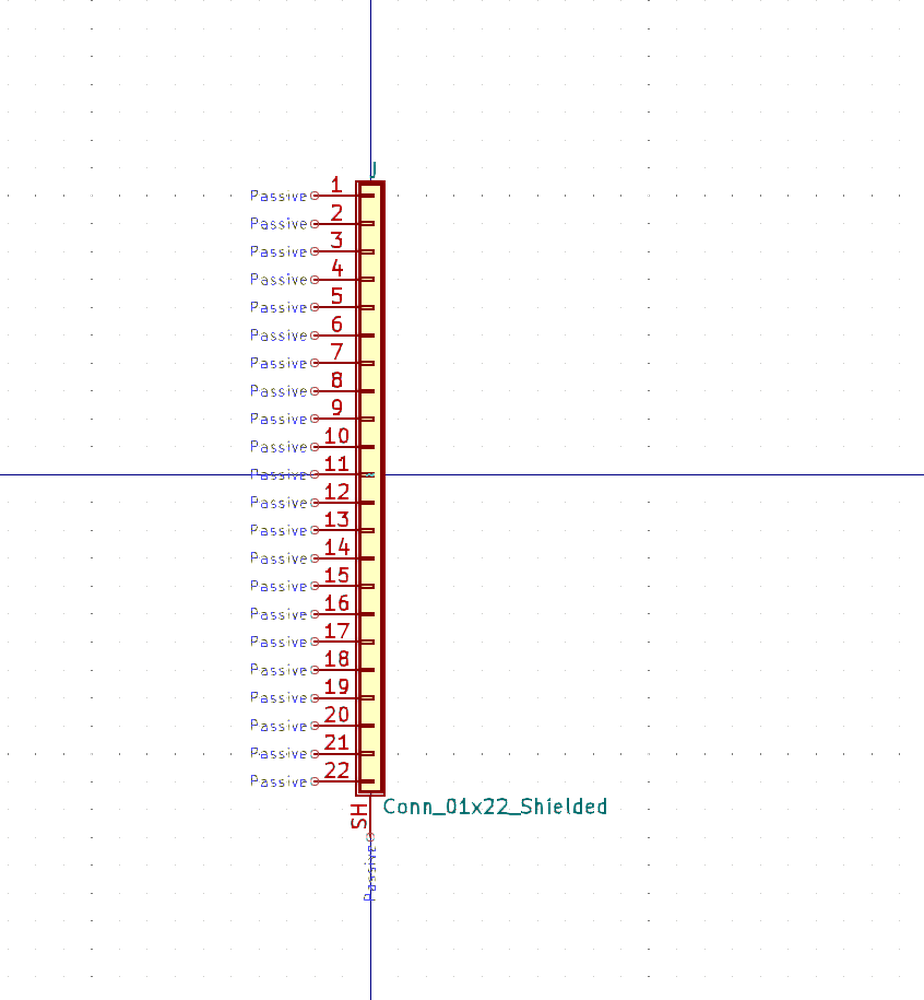 J
Passive 1
Passive 2
Passive 3
Passive 4
Passive 5
Passive 6
Passive 7
Passive 8
Passive 9
Passive 10
Passive 11
Passive 12
Passive 13
Passive 14
Passive 15
Passive 16
Passive 17
Passive 18
Passive 19
Passive 20
Passive 21
Passive 22
SH
Conn_01x22_Shielded
Passive